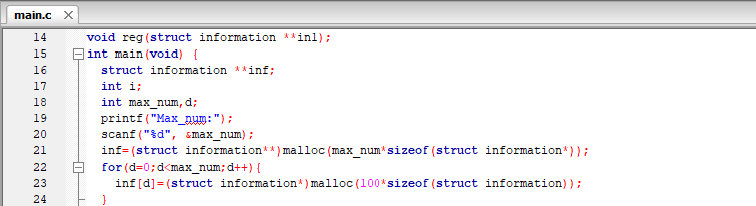 main.c
14 void reg(struct information **inl);
15 int main(void) {
16 struct information **inf;
17 int i;
18 int max_num,d;
19 printf("Max_num:");
20 scanf("%d", &max_num);
21 inf=(struct information**)malloc(max_num*sizeof(struct information*));
22 for(d=0;d<max_num;d++){
23 inf[d]=(struct information*)malloc(100*sizeof(struct information));
24 }